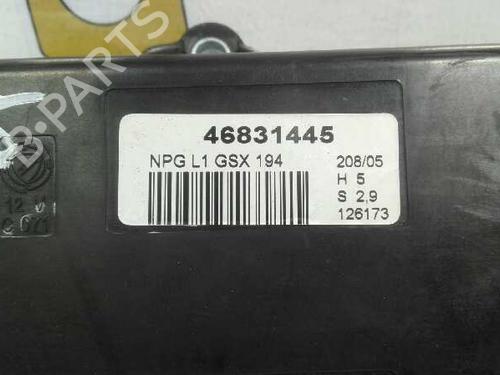 46831445
NPG L1 GSX 194
208/05
H 5
S 2,9
126173
B-PARTS